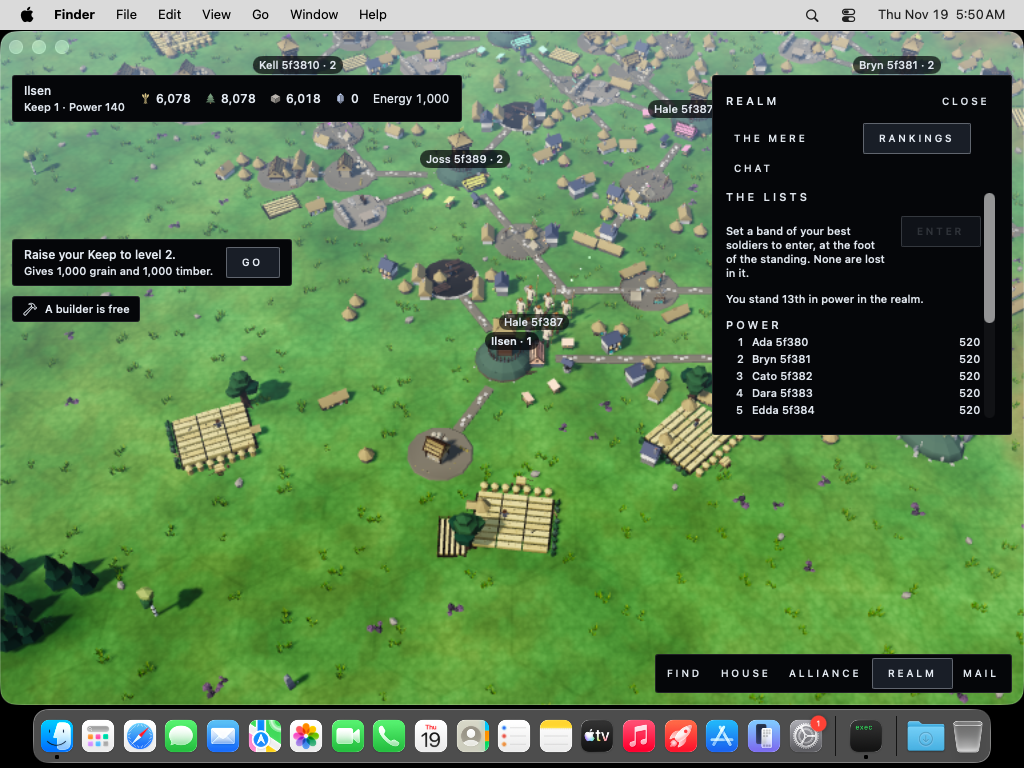 Finder File Edit View Go Window Help Thu Nov 19 5:50 AM
Kell 5f3810 · 2
Bryn 5f381 · 2
Ilsen
Keep 1 · Power 140
6,078 8,078 6,018 0 Energy 1,000
Hale 5f387
Joss 5f389 · 2
REALM CLOSE
THE MERE RANKINGS
CHAT
THE LISTS
Set a band of your best
soldiers to enter, at the foot
of the standing. None are lost
in it.
ENTER
You stand 13th in power in the realm.
POWER
1 Ada 5f380 520
2 Bryn 5f381 520
3 Cato 5f382 520
4 Dara 5f383 520
5 Edda 5f384 520
Raise your Keep to level 2.
Gives 1,000 grain and 1,000 timber.
GO
A builder is free
Hale 5f387
Ilsen · 1
FIND HOUSE ALLIANCE REALM MAIL
Thu
19
tv
1
exec